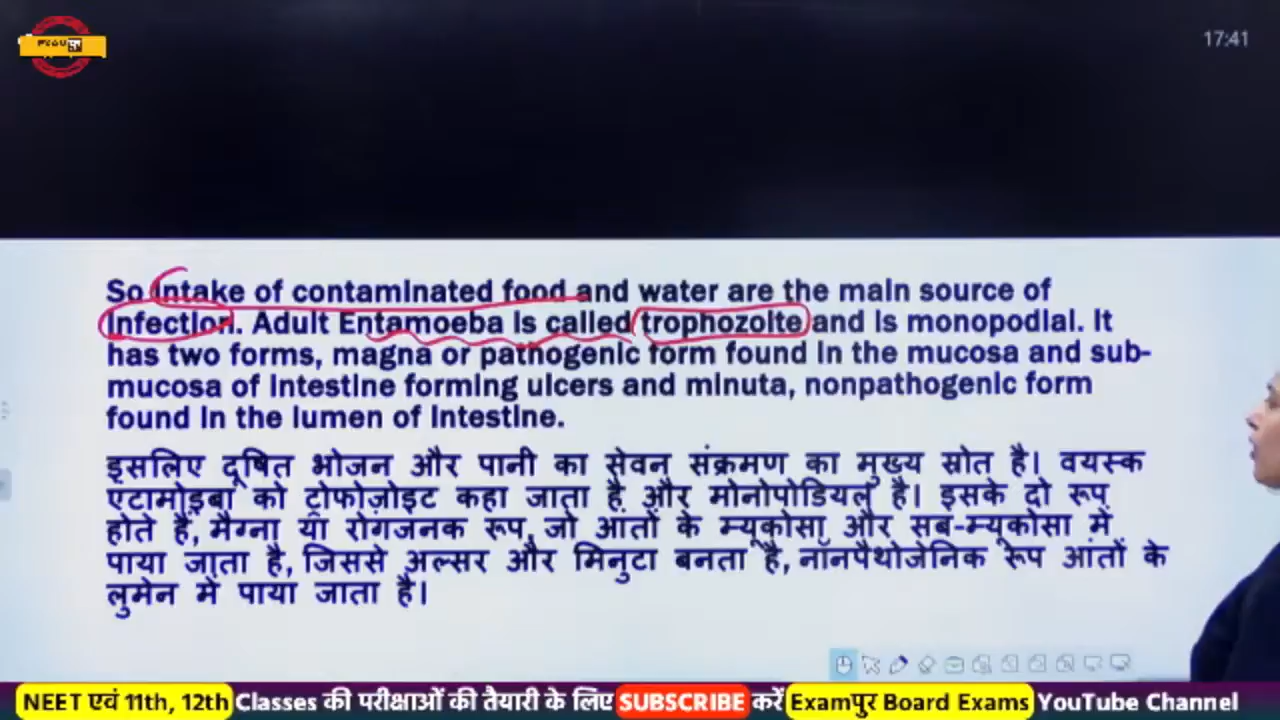 17:41
So intake of contaminated food and water are the main source of
infection. Adult Entamoeba is called trophozoite and is monopodial. It
has two forms, magna or pathogenic form found in the mucosa and sub-
mucosa of intestine forming ulcers and minuta, nonpathogenic form
found in the lumen of intestine.
इसलिए दूषित भोजन और पानी का सेवन संक्रमण का मुख्य स्रोत है। वयस्क
एंटामोइबा को ट्रोफोज़ोइट कहा जाता है और मोनोपोडियल है। इसके दो रूप
होते हैं, मैग्ना या रोगजनक रूप, जो आंतों के म्यूकोसा और सब-म्यूकोसा में
पाया जाता है, जिससे अल्सर और मिनुटा बनता है, नॉनपैथोजेनिक रूप आंतों के
लुमेन में पाया जाता है।
NEET एवं 11th, 12th Classes की परीक्षाओं की तैयारी के लिए SUBSCRIBE करें Examपुर Board Exams YouTube Channel